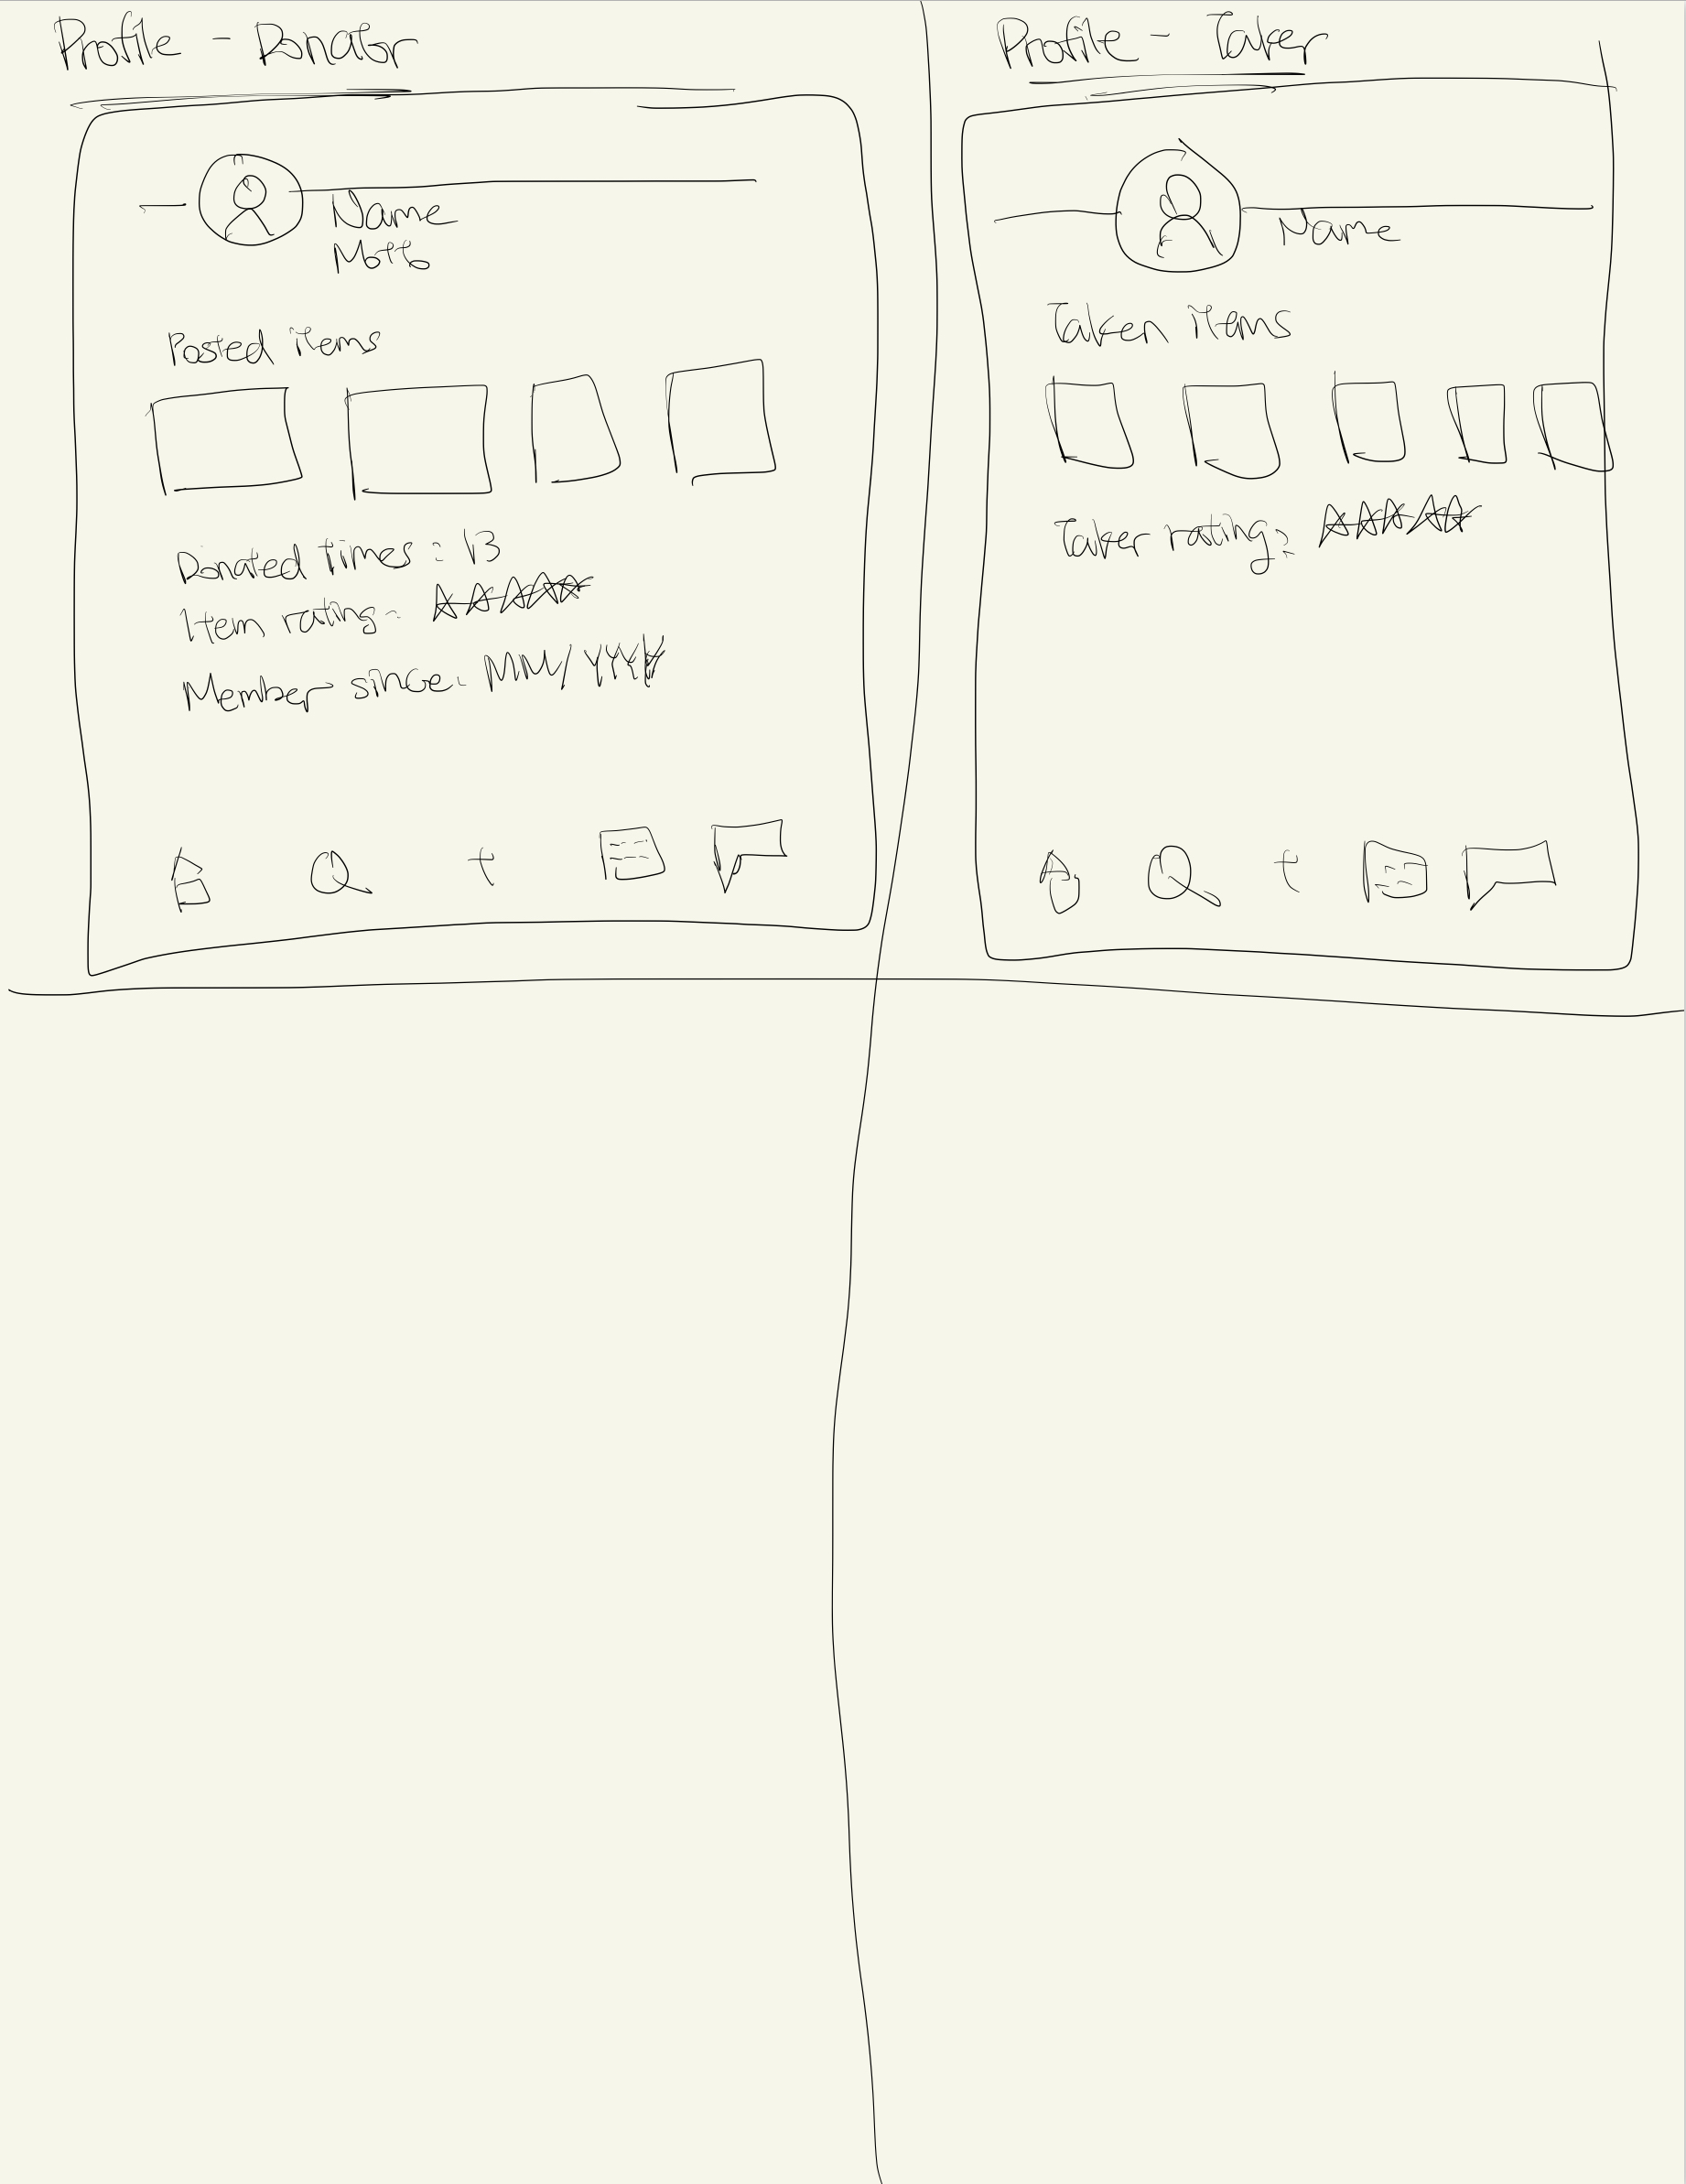 Profile - Donator
Name
Motto
Posted items
Donated times: 13
Item rating:
Member since: MM/YYYY
Profile - Taker
Name
Taken items
Taker rating: